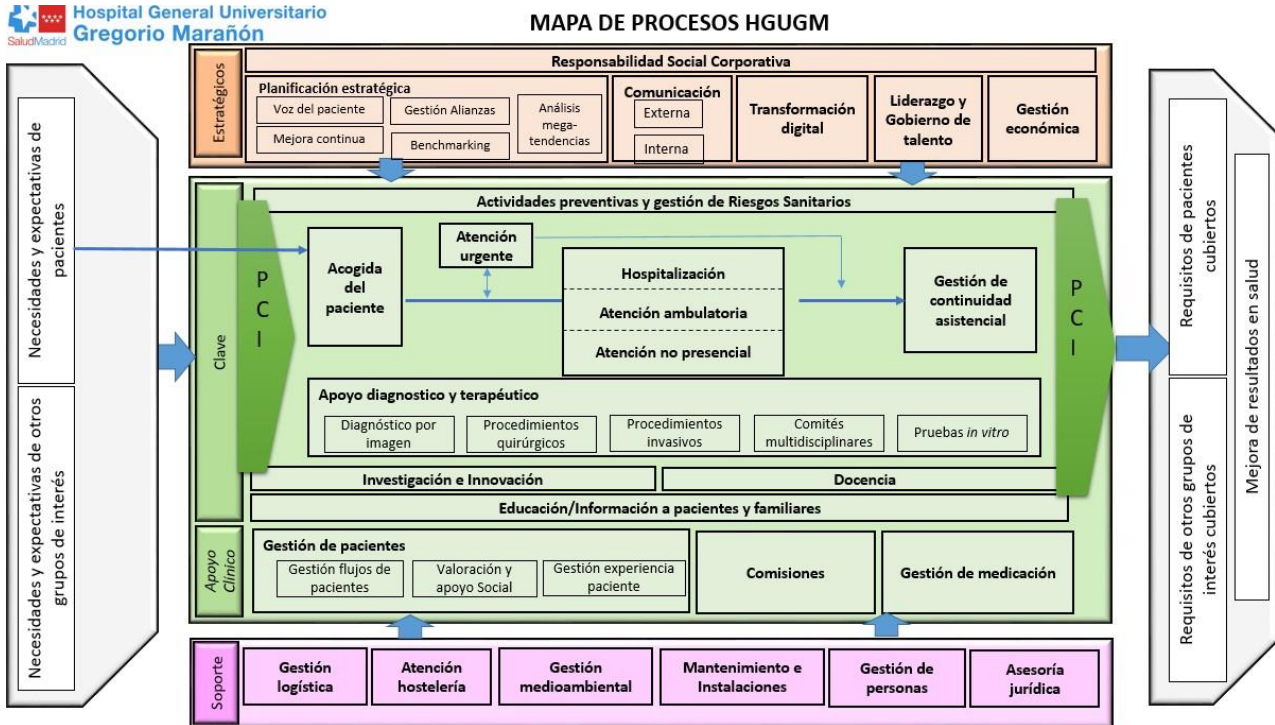 Hospital General Universitario
Gregorio Marañón
SaludMadrid
MAPA DE PROCESOS HGUGM
Necesidades y expectativas de
pacientes
Necesidades y expectativas de otros
grupos de interés
Estratégicos
Responsabilidad Social Corporativa
Planificación estratégica
Voz del paciente
Gestión Alianzas
Análisis
mega-
tendencias
Mejora continua
Benchmarking
Comunicación
Externa
Interna
Transformación
digital
Liderazgo y
Gobierno de
talento
Gestión
económica
Clave
PCI
Actividades preventivas y gestión de Riesgos Sanitarios
Acogida
del
paciente
Atención
urgente
Hospitalización
Atención ambulatoria
Atención no presencial
Gestión de
continuidad
asistencial
PCI
Apoyo diagnostico y terapéutico
Diagnóstico por
imagen
Procedimientos
quirúrgicos
Procedimientos
invasivos
Comités
multidisciplinares
Pruebas in vitro
Investigación e Innovación
Docencia
Educación/Información a pacientes y familiares
Apoyo
Clínico
Gestión de pacientes
Gestión flujos de
pacientes
Valoración y
apoyo Social
Gestión experiencia
paciente
Comisiones
Gestión de medicación
Soporte
Gestión
logística
Atención
hostelería
Gestión
medioambiental
Mantenimiento e
Instalaciones
Gestión de
personas
Asesoría
jurídica
Requisitos de pacientes
cubiertos
Requisitos de otros grupos de
interés cubiertos
Mejora de resultados en salud